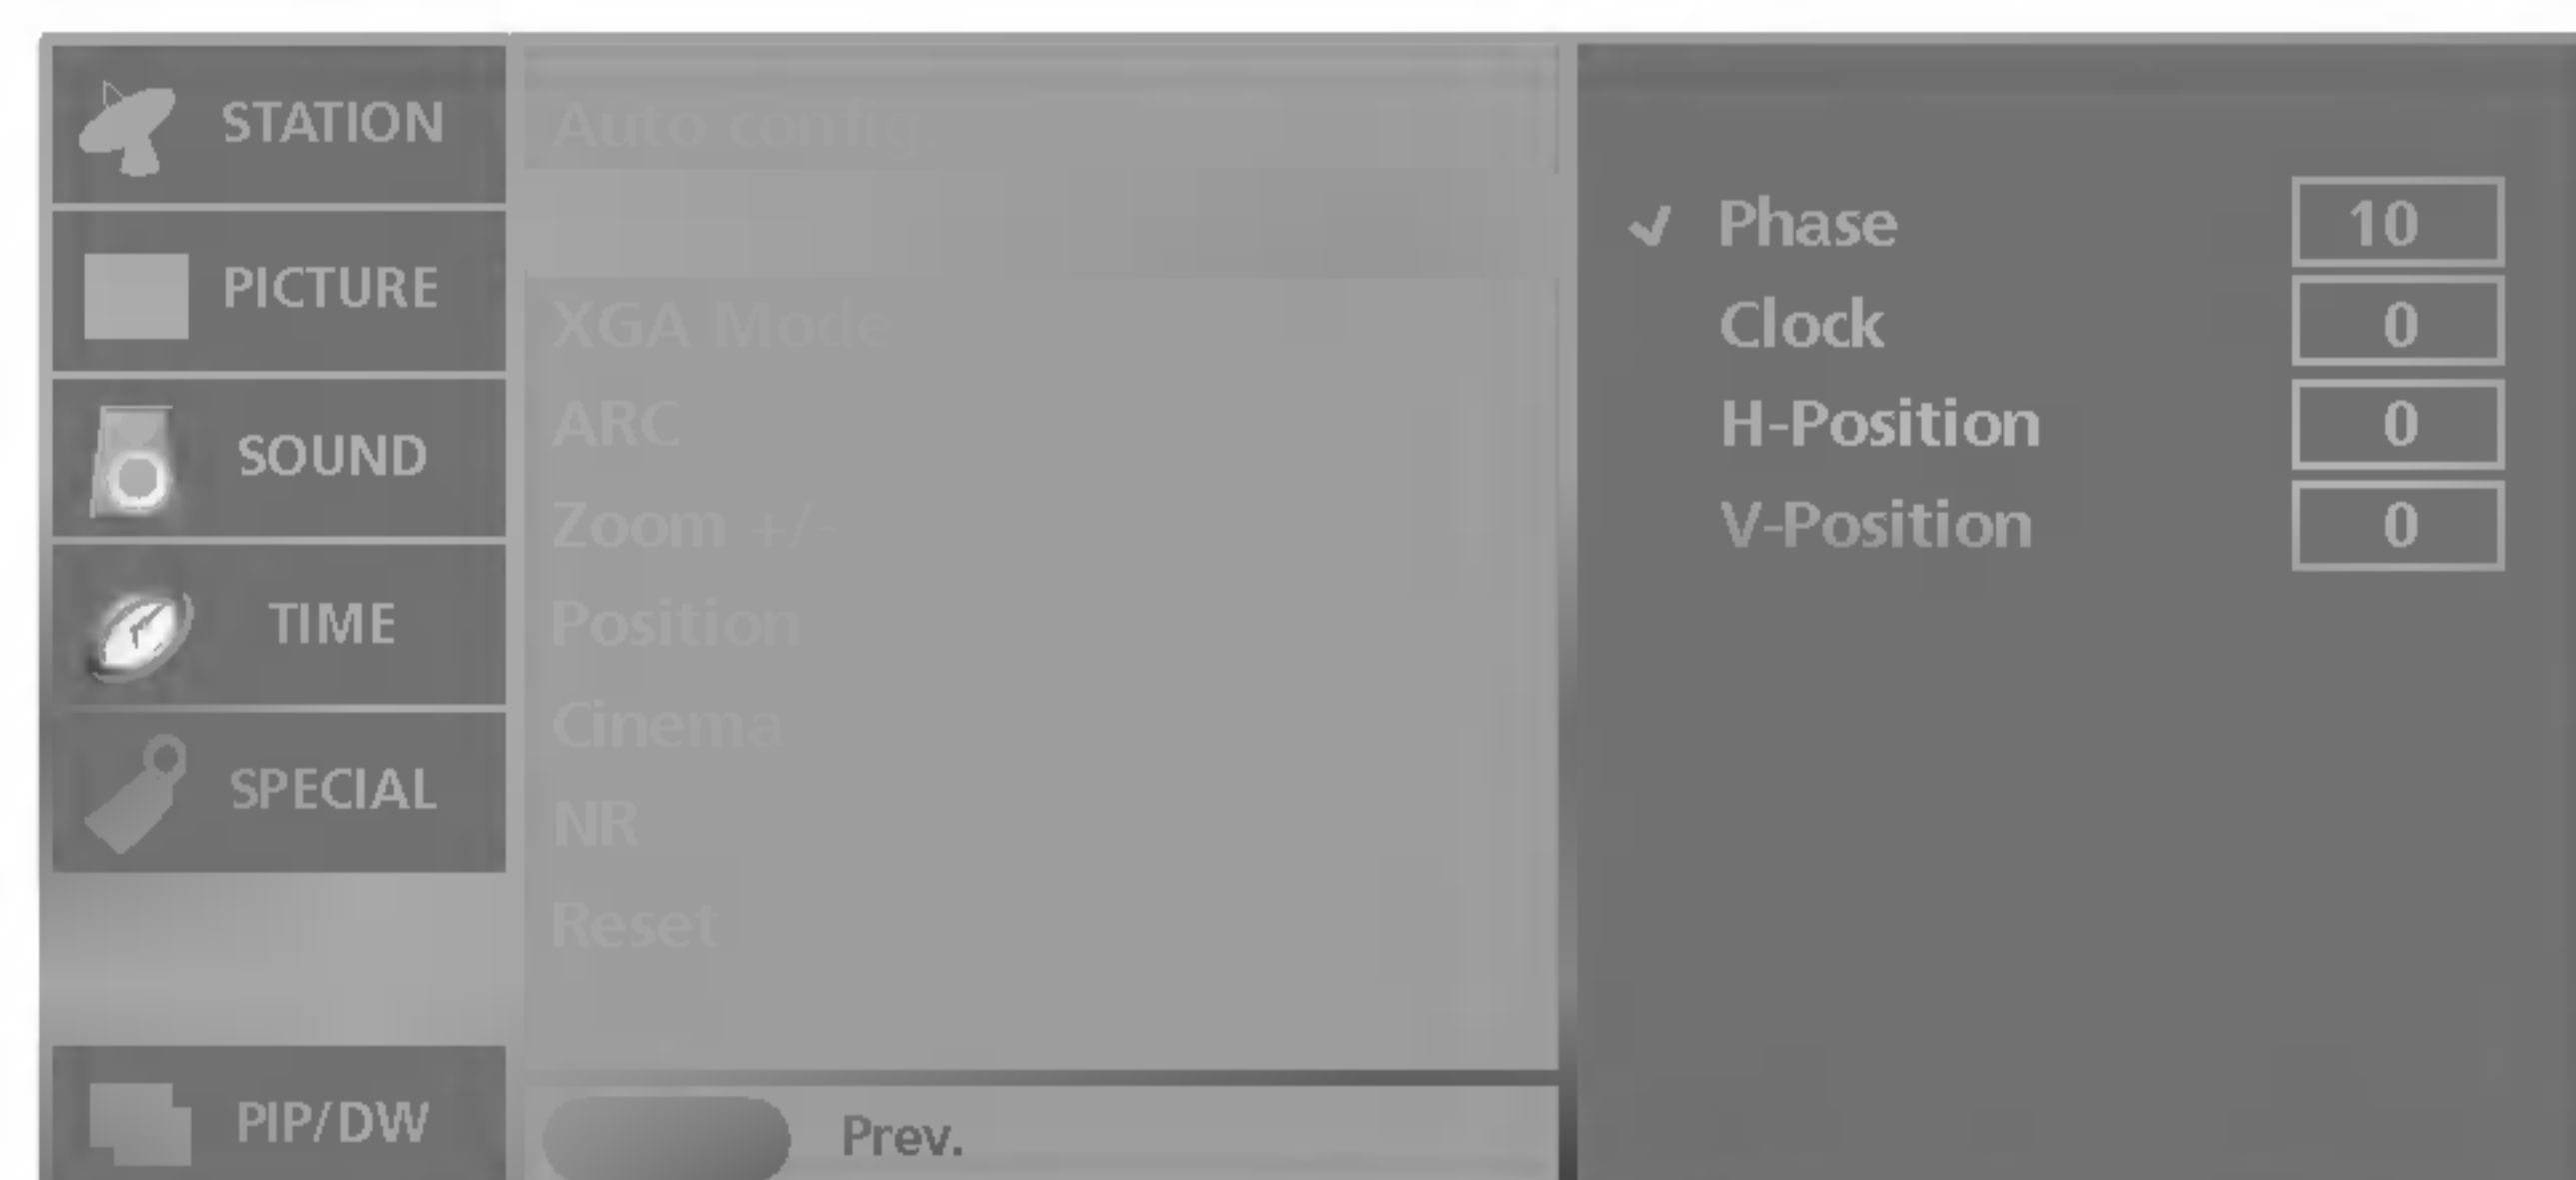 STATION
PICTURE
SOUND
TIME
SPECIAL
PIP/DW
Auto config.
XGA Mode
ARC
Zoom +/-
Position
Cinema
NR
Reset
Prev.
Phase 10
Clock 0
H-Position 0
V-Position 0